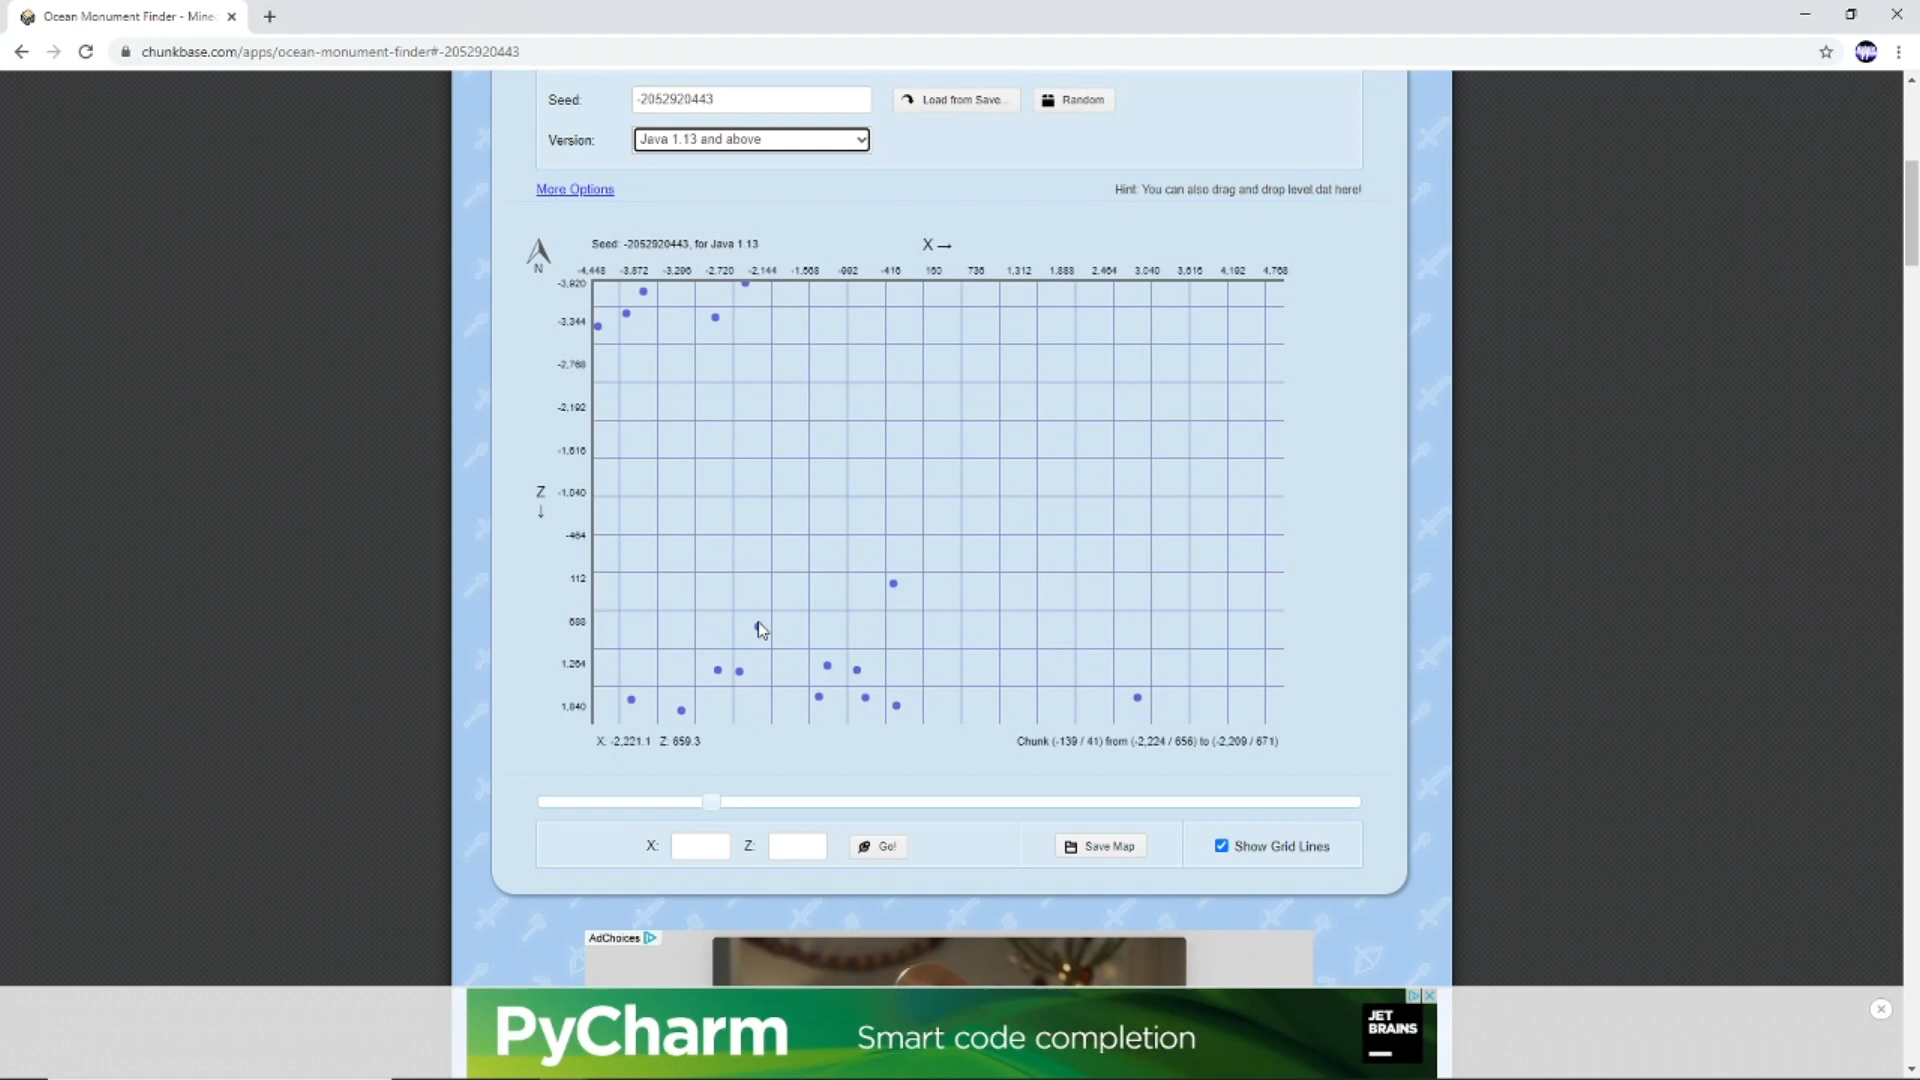 Ocean Monument Finder - Mine
chunkbase.com/apps/ocean-monument-finder#-2052920443
Seed: -2052920443 Load from Save... Random
Version: Java 1.13 and above
More Options Hint: You can also drag and drop level.dat here!
Seed: -2052920443, for Java 1.13 X →
N
-4,448 -3,872 -3,296 -2,720 -2,144 -1,568 -992 -416 160 736 1,312 1,888 2,464 3,040 3,616 4,192 4,768
-3,920
-3,344
-2,768
-2,192
-1,616
Z -1,040
↓
-464
112
688
1,264
1,840
X: -2,221.1 Z: 659.3 Chunk (-139 / 41) from (-2,224 / 656) to (-2,209 / 671)
X: Z: Go! Save Map Show Grid Lines
AdChoices
PyCharm Smart code completion JET
BRAINS